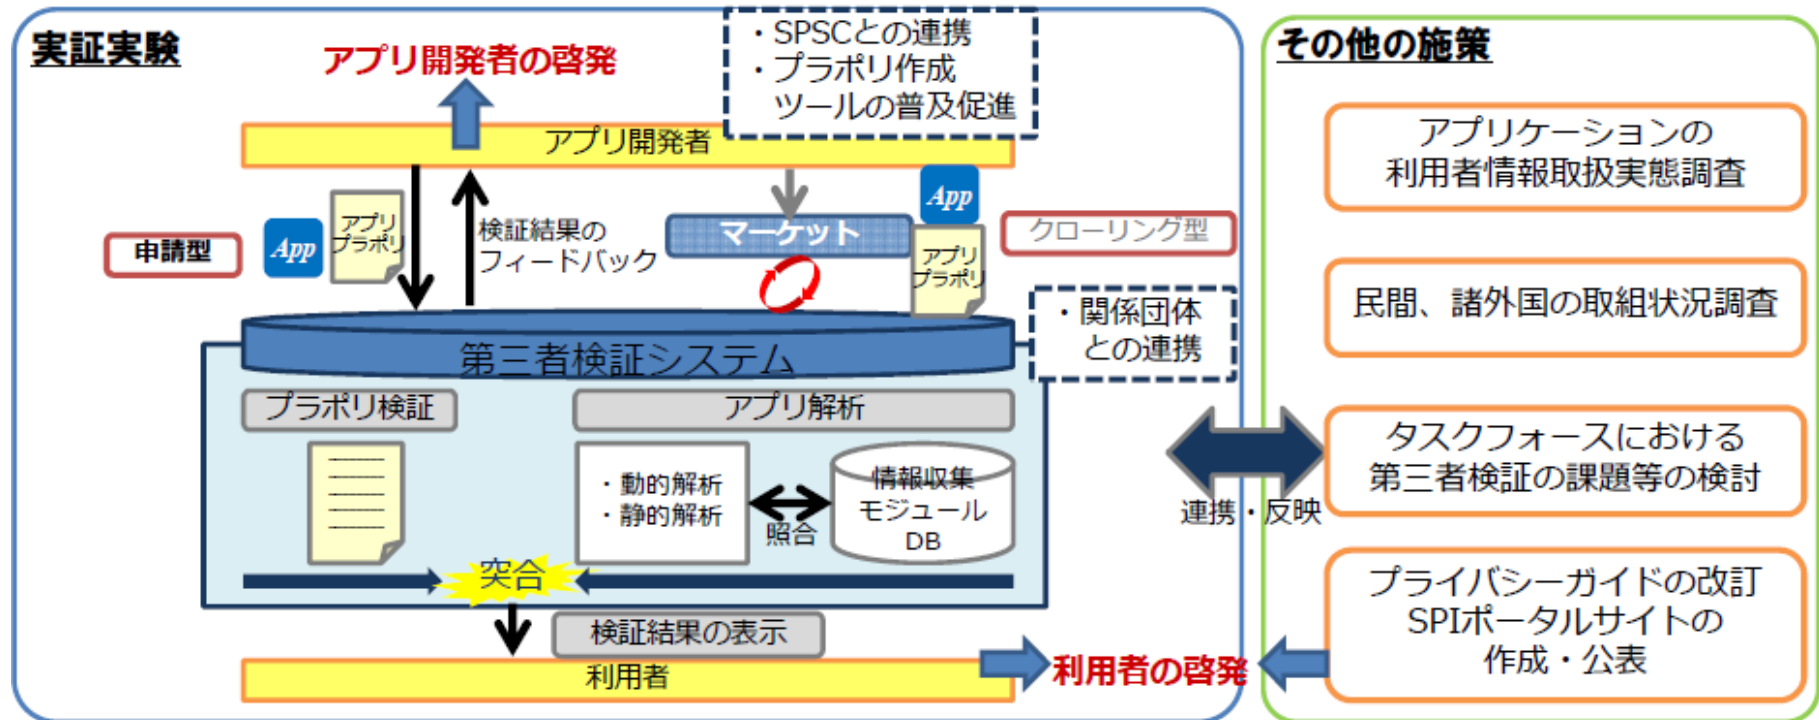 実証実験
アプリ開発者の啓発
・SPSCとの連携
・プラポリ作成
ツールの普及促進
アプリ開発者
申請型
App
アプリ
プラポリ
検証結果の
フィードバック
マーケット
App
アプリ
プラポリ
クローリング型
・関係団体
との連携
第三者検証システム
プラポリ検証
アプリ解析
・動的解析
・静的解析
照合
情報収集
モジュール
DB
突合
検証結果の表示
利用者
利用者の啓発
連携・反映
その他の施策
アプリケーションの
利用者情報取扱実態調査
民間、諸外国の取組状況調査
タスクフォースにおける
第三者検証の課題等の検討
プライバシーガイドの改訂
SPIポータルサイトの
作成・公表